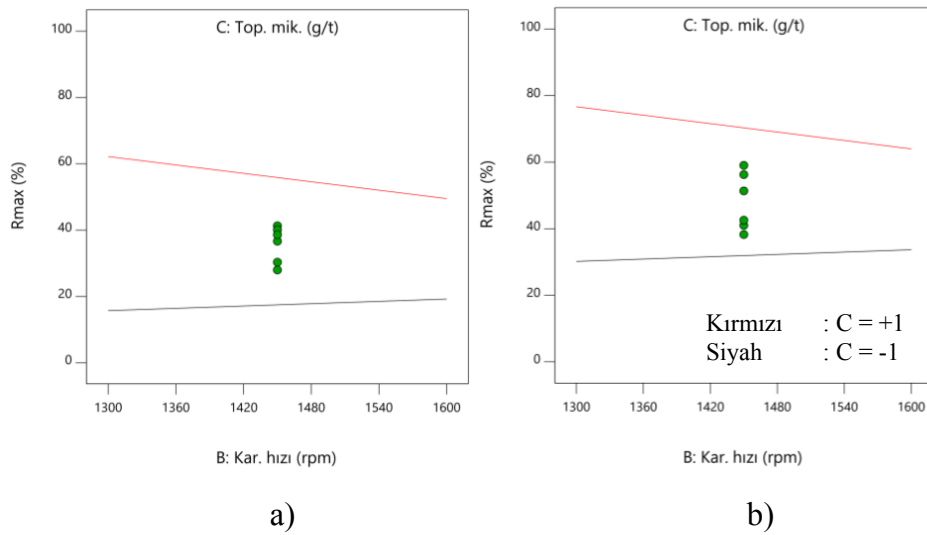 C: Top. mik. (g/t)
100
80
60
40
20
0
Rmax (%)
1300 1360 1420 1480 1540 1600
B: Kar. hızı (rpm)
a)
C: Top. mik. (g/t)
100
80
60
40
20
0
Rmax (%)
Kırmızı : C = +1
Siyah : C = -1
1300 1360 1420 1480 1540 1600
B: Kar. hızı (rpm)
b)